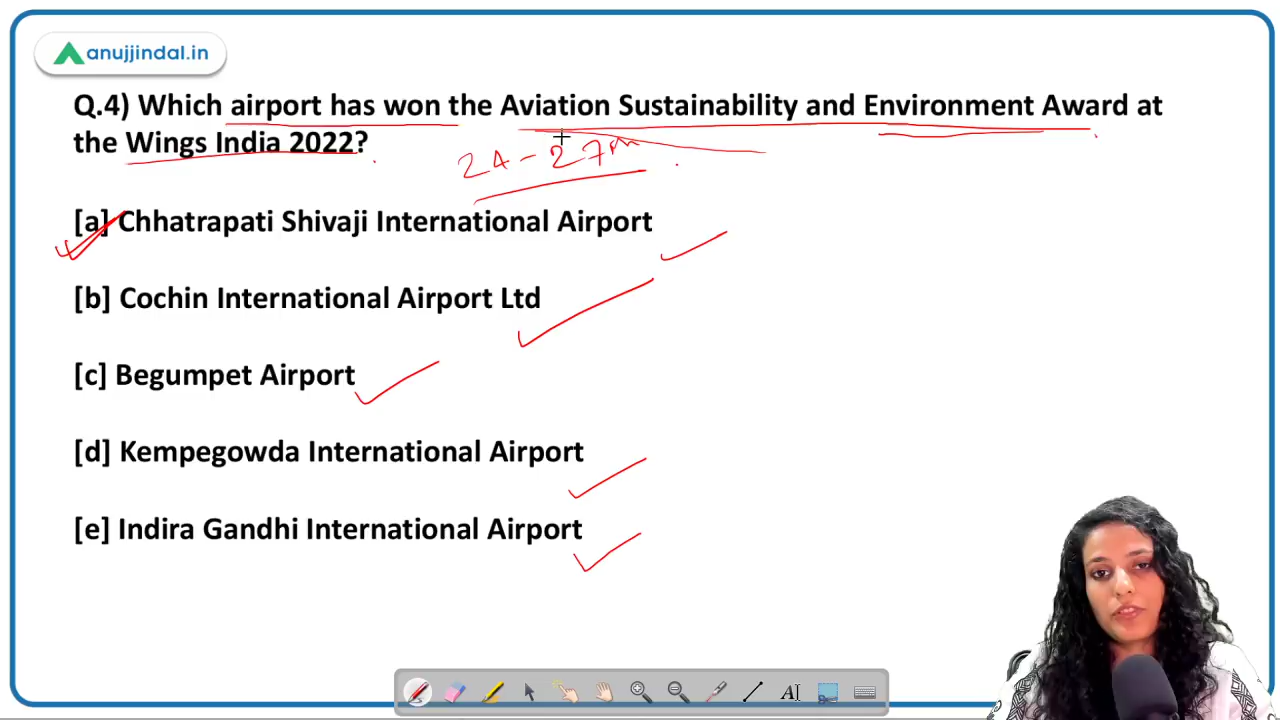 anujjindal.in
Q.4) Which airport has won the Aviation Sustainability and Environment Award at
the Wings India 2022?
24 - 27th
[a] Chhatrapati Shivaji International Airport
[b] Cochin International Airport Ltd
[c] Begumpet Airport
[d] Kempegowda International Airport
[e] Indira Gandhi International Airport